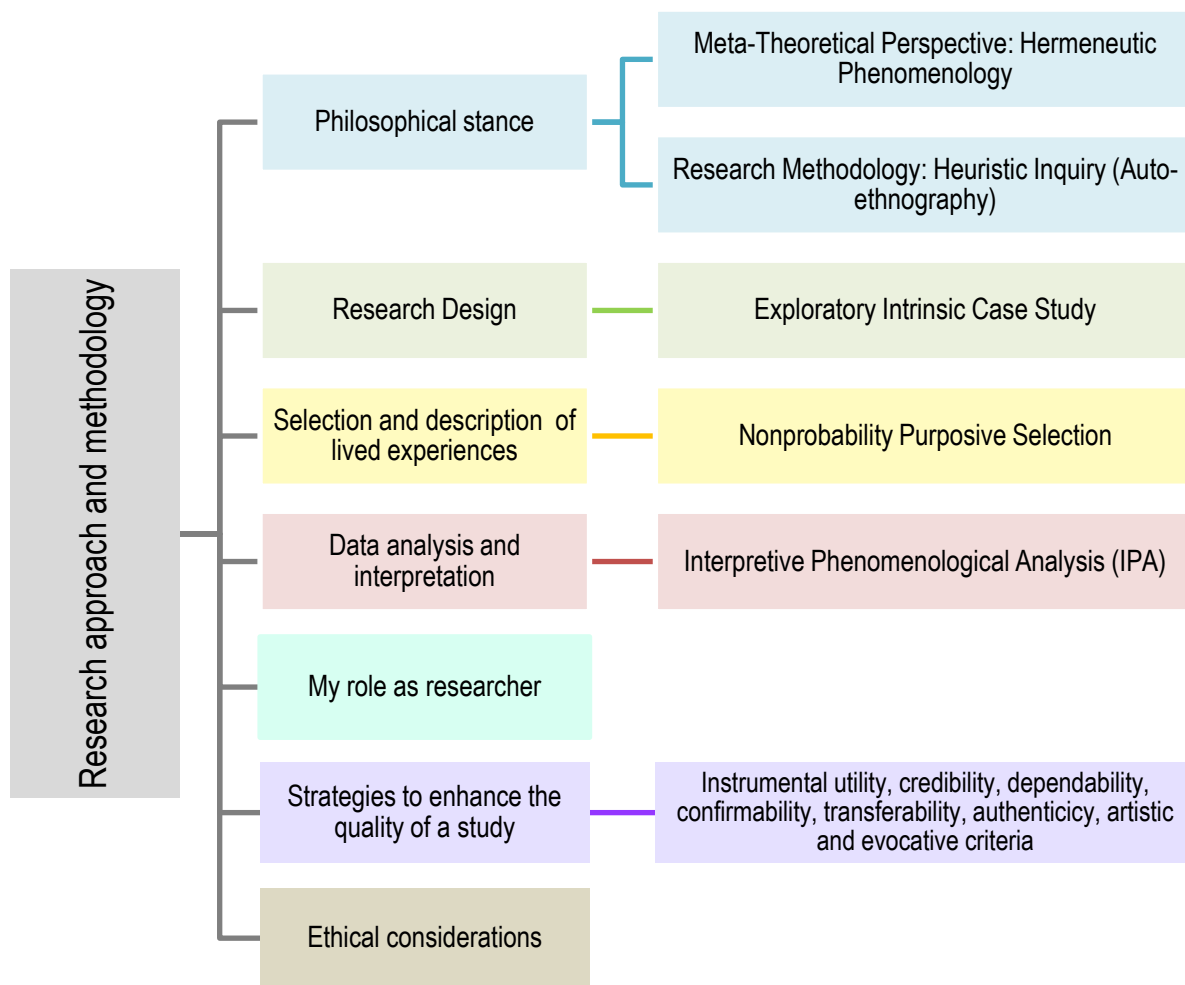 Research approach and methodology
Philosophical stance
Meta-Theoretical Perspective: Hermeneutic
Phenomenology
Research Methodology: Heuristic Inquiry (Auto-
ethnography)
Research Design
Exploratory Intrinsic Case Study
Selection and description of
lived experiences
Nonprobability Purposive Selection
Data analysis and
interpretation
Interpretive Phenomenological Analysis (IPA)
My role as researcher
Strategies to enhance the
quality of a study
Instrumental utility, credibility, dependability,
confirmability, transferability, authenticicy, artistic
and evocative criteria
Ethical considerations